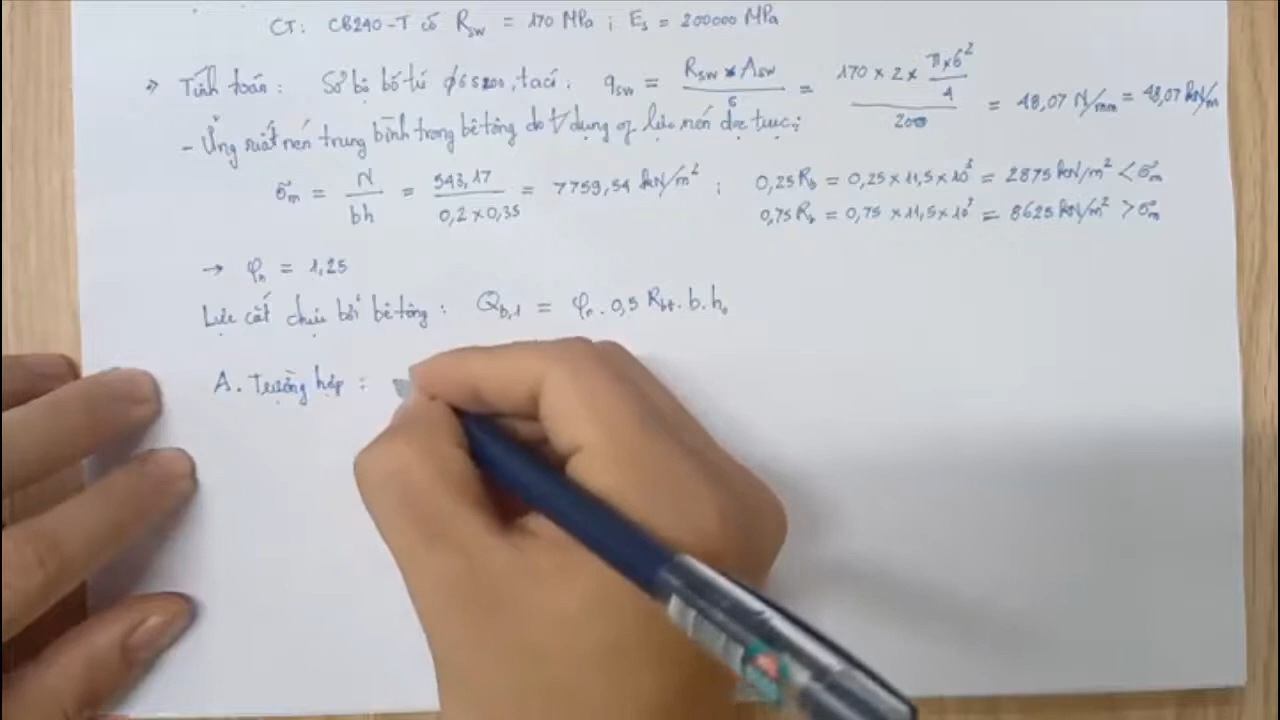 CT: CB240-T có Rsw = 170 MPa ; Es = 200000 MPa
Tính toán: Sơ bộ bố trí ϕ6s200, ta có: qsw = (Rsw × Asw)/s = (170 × 2 × (π×6²)/4)/200 = 48,07 N/mm = 48,07 kN/m
- Ứng suất nén trung bình trong bê tông do t/dụng of lực nén dọc trục:
σm = N/bh = 543,17/(0,2×0,35) = 7759,54 kN/m² ; 0,25Rb = 0,25×11,5×10³ = 2875 kN/m² < σm
0,75Rb = 0,75×11,5×10³ = 8625 kN/m² > σm
→ φn = 1,25
Lực cắt chịu bởi bê tông: Qb,1 = φn . 0,5 Rbt . b . h₀
A. Trường hợp :